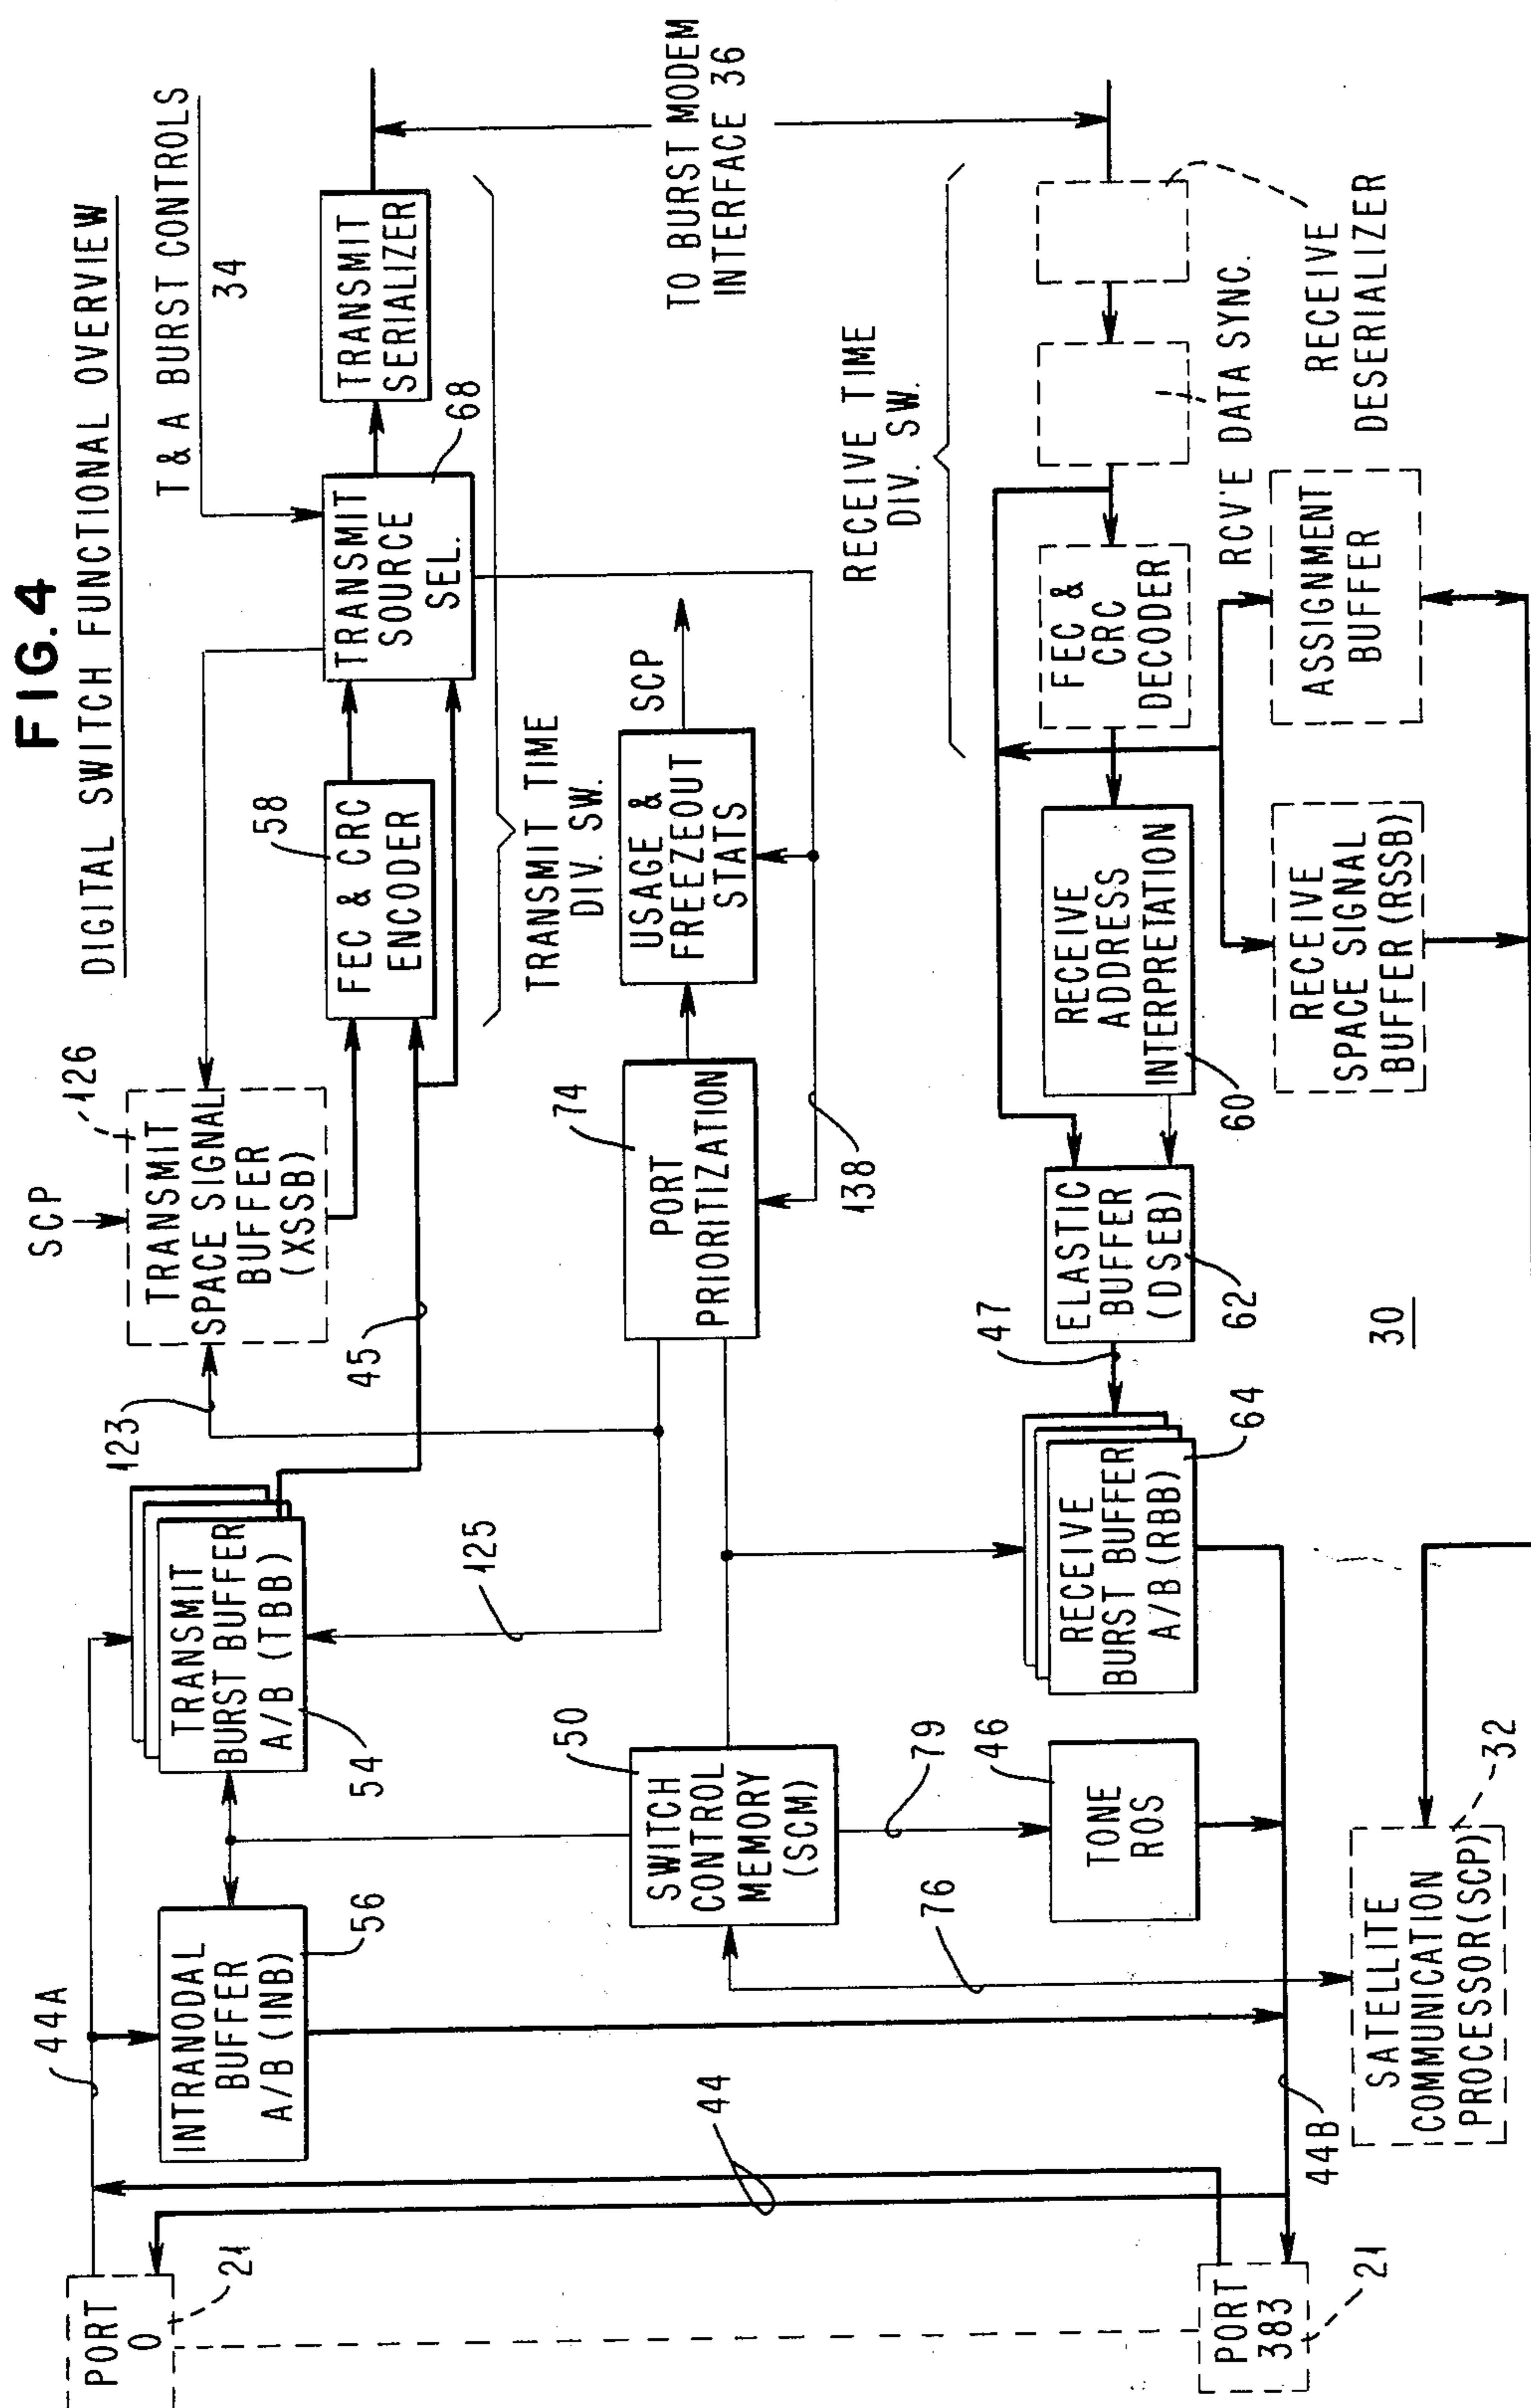 FIG.4
DIGITAL SWITCH FUNCTIONAL OVERVIEW
PORT
0
21
44A
INTRANODAL
BUFFER
A/B (INB)
56
TRANSMIT
BURST BUFFER
A/B (TBB)
54
123
125
SCP
TRANSMIT
SPACE SIGNAL
BUFFER
(XSSB)
126
45
FEC & CRC
ENCODER
58
T & A BURST CONTROLS
34
TRANSMIT
SOURCE
SEL.
68
TRANSMIT
SERIALIZER
TRANSMIT TIME
DIV. SW.
TO BURST MODEM
INTERFACE 36
44
SWITCH
CONTROL
MEMORY
(SCM)
50
76
79
PORT
PRIORITIZATION
74
138
USAGE &
FREEZEOUT
STATS
SCP
RECEIVE TIME
DIV. SW.
PORT
383
21
44B
TONE
ROS
46
RECEIVE
BURST BUFFER
A/B (RBB)
64
47
ELASTIC
BUFFER
(DSEB)
62
RECEIVE
ADDRESS
INTERPRETATION
60
FEC &
CRC
DECODER
RCV'E DATA SYNC.
RECEIVE
DESERIALIZER
SATELLITE
COMMUNICATION
PROCESSOR(SCP)
32
30
RECEIVE
SPACE SIGNAL
BUFFER (RSSB)
ASSIGNMENT
BUFFER